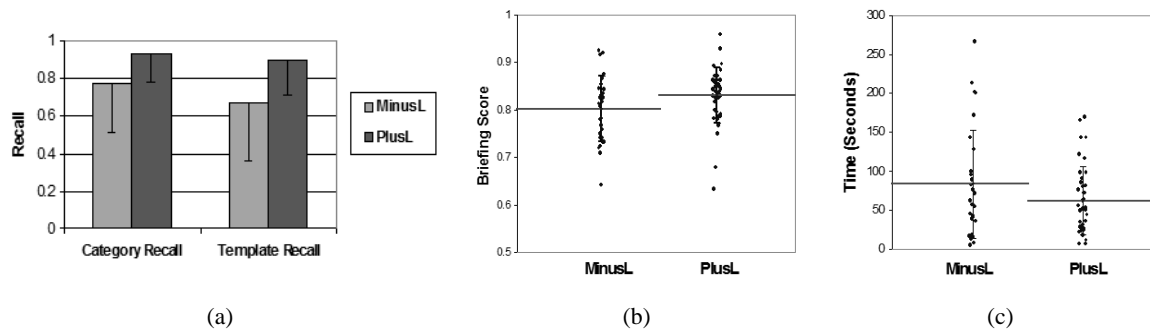 Recall
1
0.8
0.6
0.4
0.2
0
Category Recall
Template Recall
MinusL
PlusL
(a)
Briefing Score
1
0.9
0.8
0.7
0.6
0.5
MinusL
PlusL
(b)
Time (Seconds)
300
250
200
150
100
50
0
MinusL
PlusL
(c)